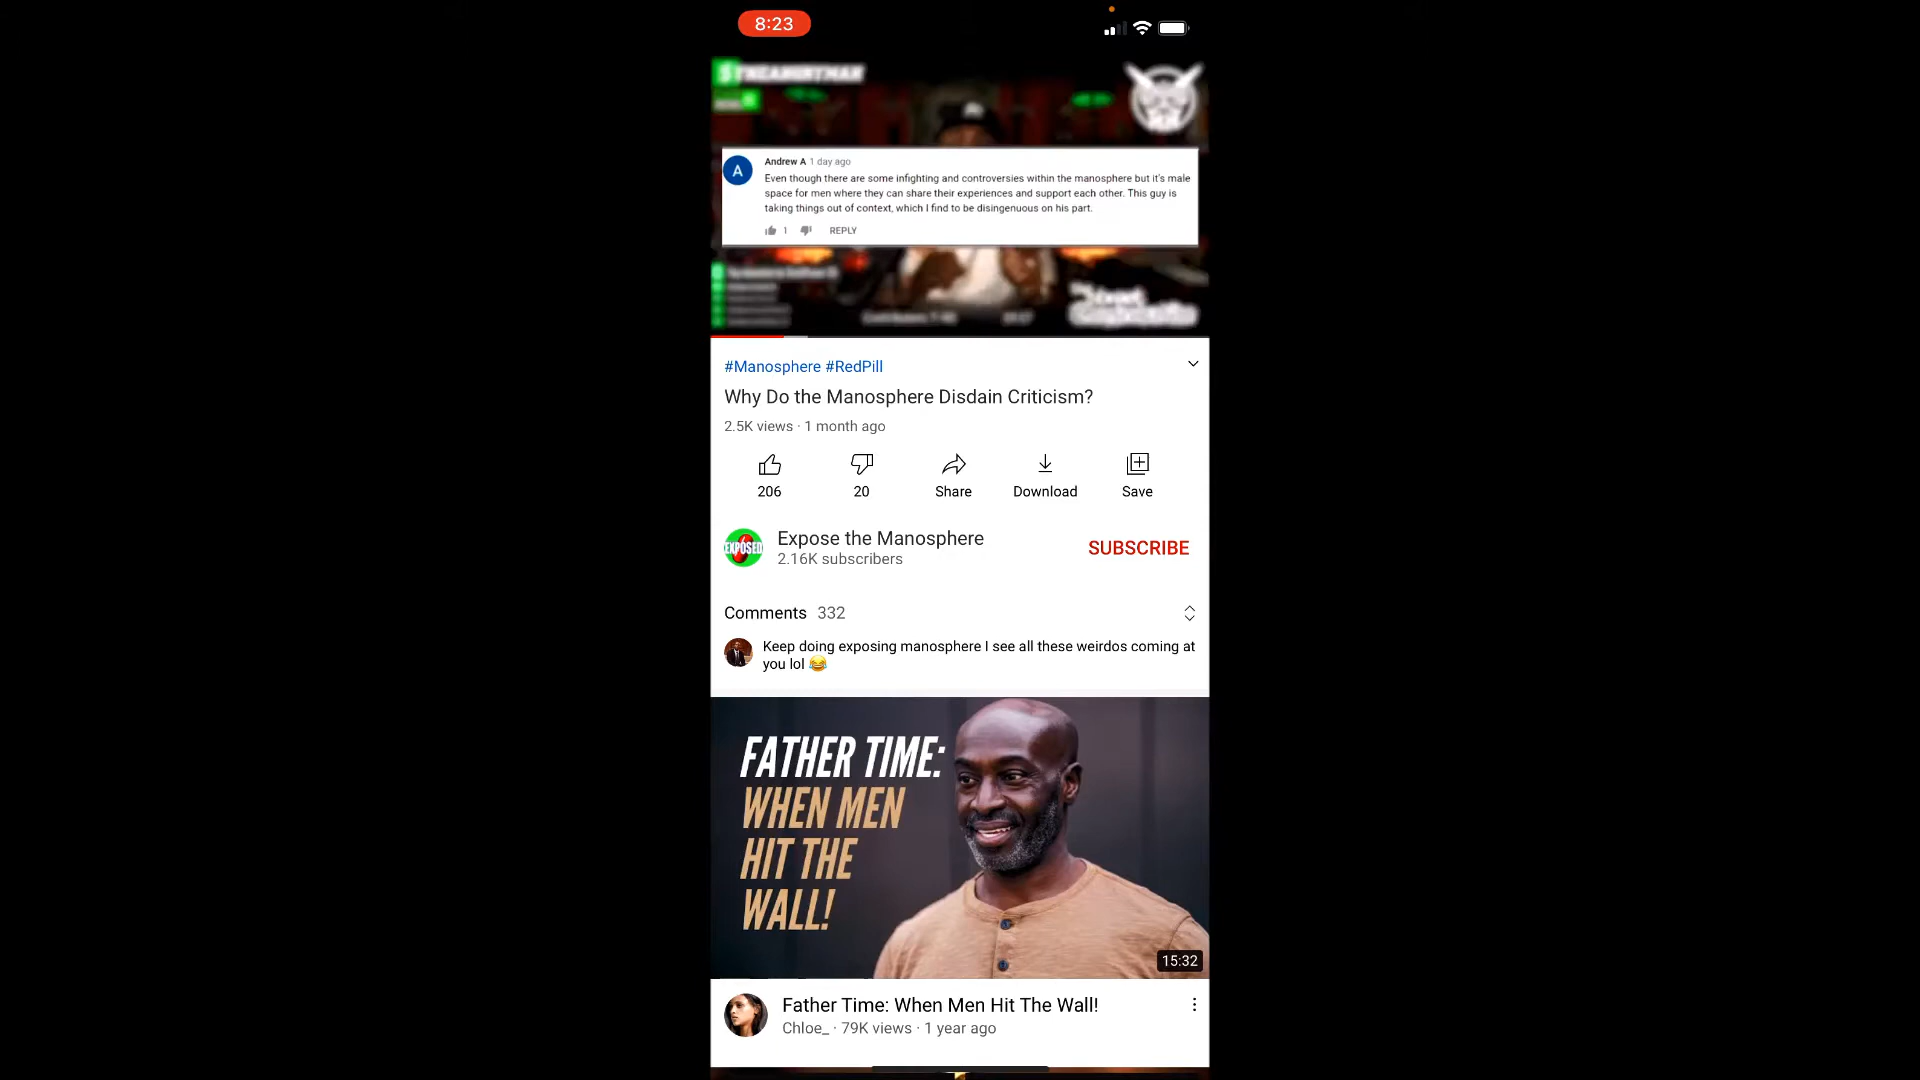 8:23
Andrew A 1 day ago
A
Even though there are some infighting and controversies within the manosphere but it's male
space for men where they can share their experiences and support each other. This guy is
taking things out of context, which I find to be disingenuous on his part.
1 REPLY
#Manosphere #RedPill
Why Do the Manosphere Disdain Criticism?
2.5K views · 1 month ago
206 20 Share Download Save
EXPOSED
Expose the Manosphere
2.16K subscribers
SUBSCRIBE
Comments 332
Keep doing exposing manosphere I see all these weirdos coming at
you lol 😂
FATHER TIME:
WHEN MEN
HIT THE
WALL!
15:32
Father Time: When Men Hit The Wall!
Chloe_ · 79K views · 1 year ago